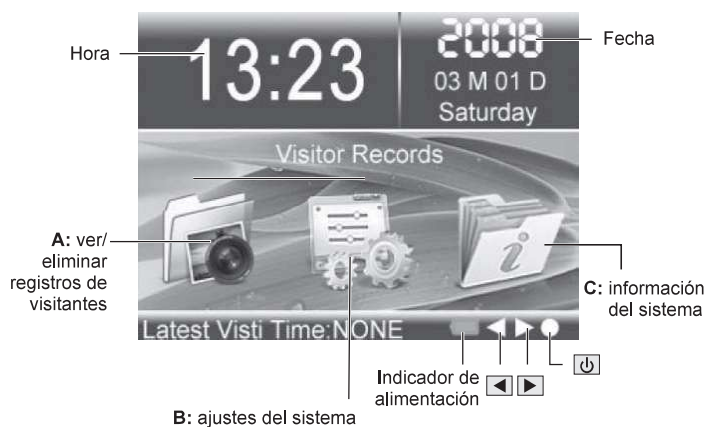 Hora
13:23
2008
Fecha
03 M 01 D
Saturday
Visitor Records
A: ver/
eliminar
registros de
visitantes
C: información
del sistema
Latest Visti Time:NONE
Indicador de
alimentación
B: ajustes del sistema